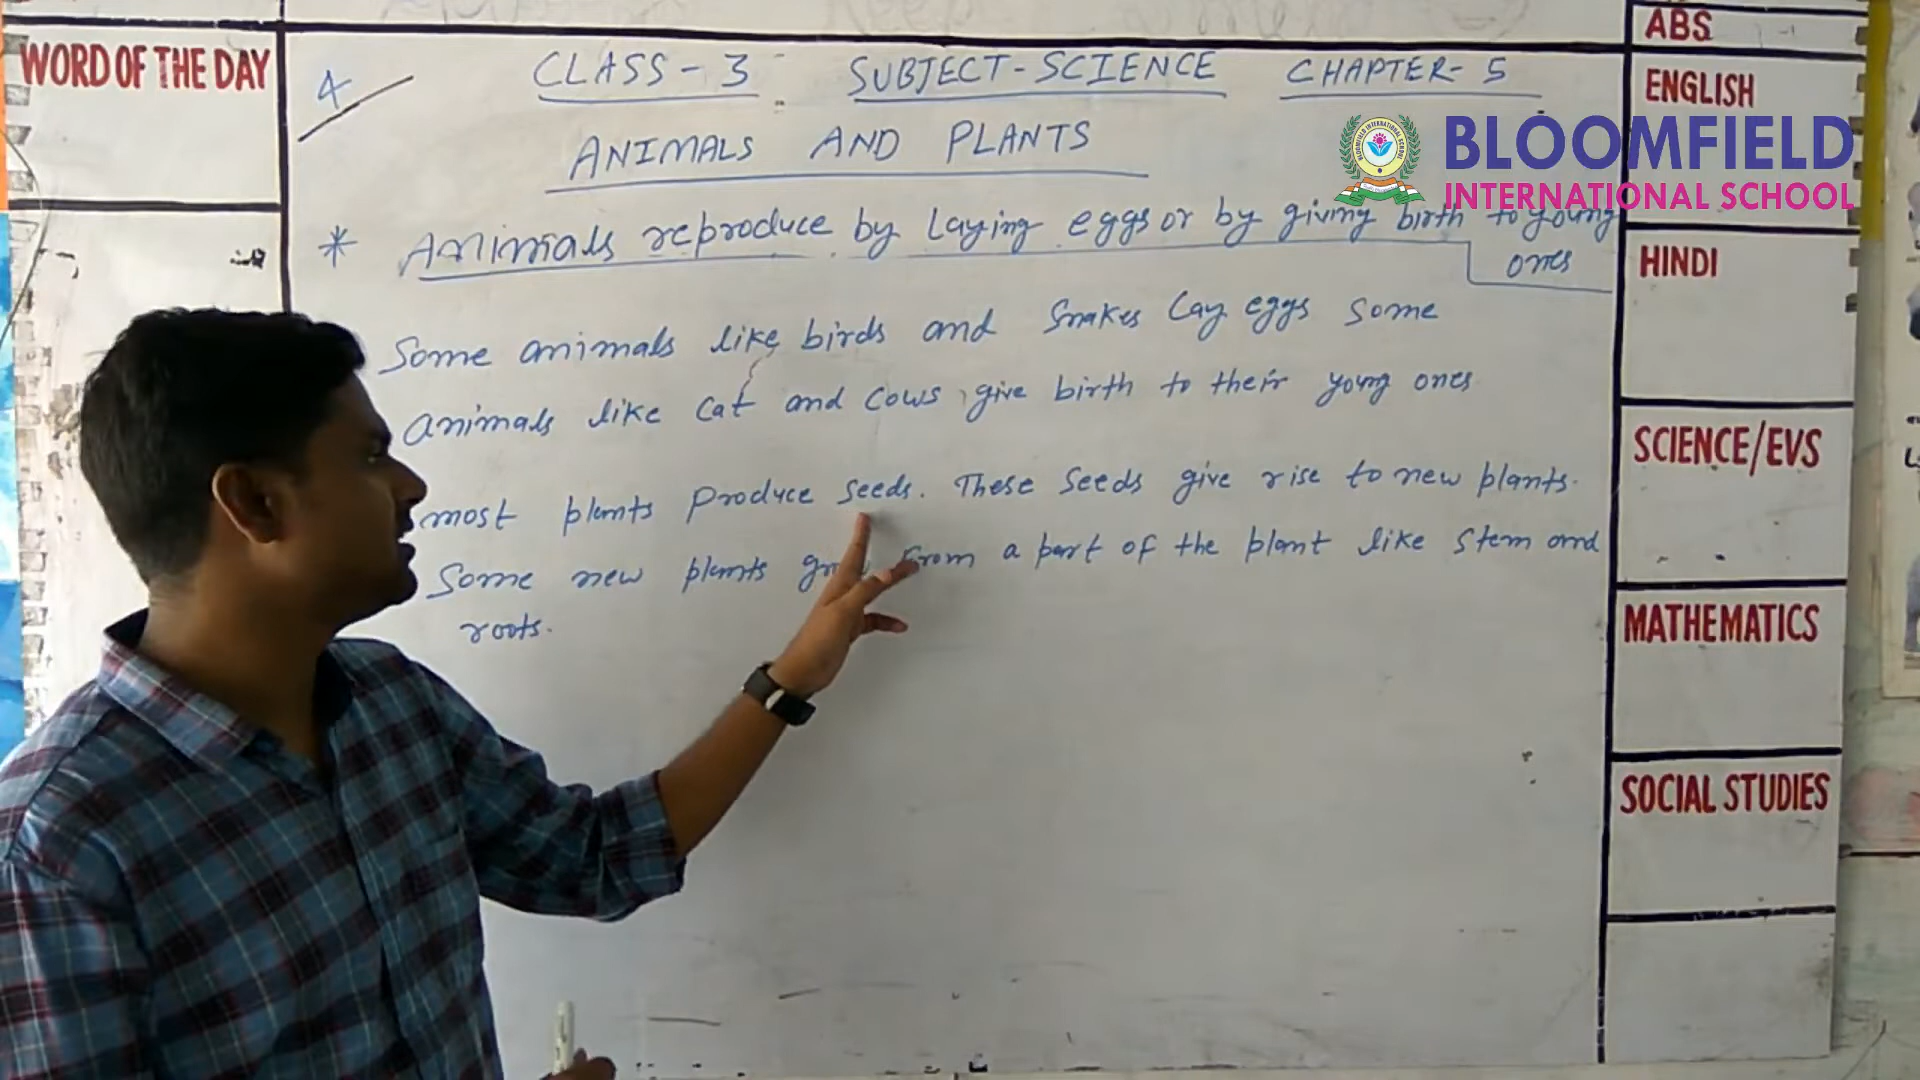 WORD OF THE DAY
4
CLASS-3 SUBJECT-SCIENCE CHAPTER-5
ANIMALS AND PLANTS
* Animals reproduce by Laying eggs or by giving birth to young
ones
Some animals like birds and Snakes Lay eggs some
animals like Cat and Cows, give birth to their young ones
most plants Produce Seeds. These Seeds give rise to new plants.
Some new plants from a part of the plant like Stem and
roots.
ABS
ENGLISH
HINDI
SCIENCE/EVS
MATHEMATICS
SOCIAL STUDIES
BLOOMFIELD
INTERNATIONAL SCHOOL